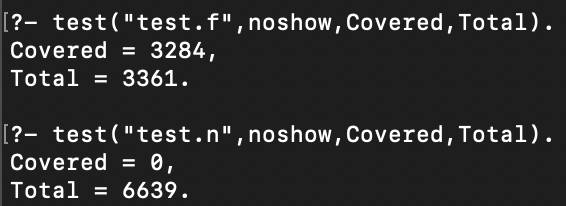 [?- test("test.f",noshow,Covered,Total).
Covered = 3284,
Total = 3361.
[?- test("test.n",noshow,Covered,Total).
Covered = 0,
Total = 6639.